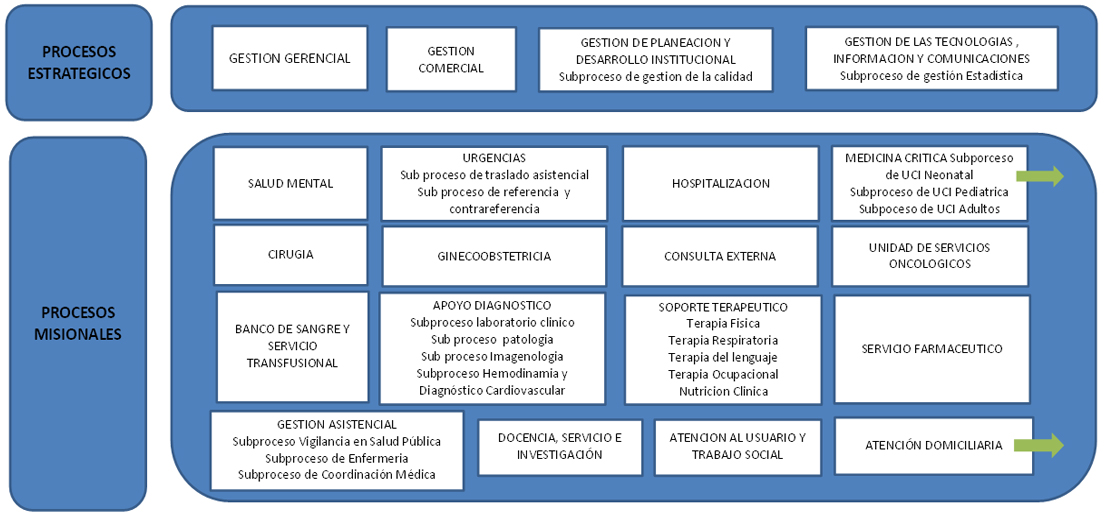 PROCESOS
ESTRATEGICOS
GESTION GERENCIAL
GESTION
COMERCIAL
GESTION DE PLANEACION Y
DESARROLLO INSTITUCIONAL
Subproceso de gestion de la calidad
GESTION DE LAS TECNOLOGIAS ,
INFORMACION Y COMUNICACIONES
Subproceso de gestión Estadistica
PROCESOS
MISIONALES
SALUD MENTAL
URGENCIAS
Sub proceso de traslado asistencial
Sub proceso de referencia y
contrareferencia
HOSPITALIZACION
MEDICINA CRITICA Subporceso
de UCI Neonatal
Subproceso de UCI Pediatrica
Subpoceso de UCI Adultos
CIRUGIA
GINECOOBSTETRICIA
CONSULTA EXTERNA
UNIDAD DE SERVICIOS
ONCOLOGICOS
BANCO DE SANGRE Y
SERVICIO
TRANSFUSIONAL
APOYO DIAGNOSTICO
Subproceso laboratorio clinico
Sub proceso patologia
Sub proceso Imagenologia
Subproceso Hemodinamia y
Diagnóstico Cardiovascular
SOPORTE TERAPEUTICO
Terapia Fisica
Terapia Respiratoria
Terapia del lenguaje
Terapia Ocupacional
Nutricion Clinica
SERVICIO FARMACEUTICO
GESTION ASISTENCIAL
Subproceso Vigilancia en Salud Pública
Subproceso de Enfermeria
Subproceso de Coordinación Médica
DOCENCIA, SERVICIO E
INVESTIGACIÓN
ATENCION AL USUARIO Y
TRABAJO SOCIAL
ATENCIÓN DOMICILIARIA